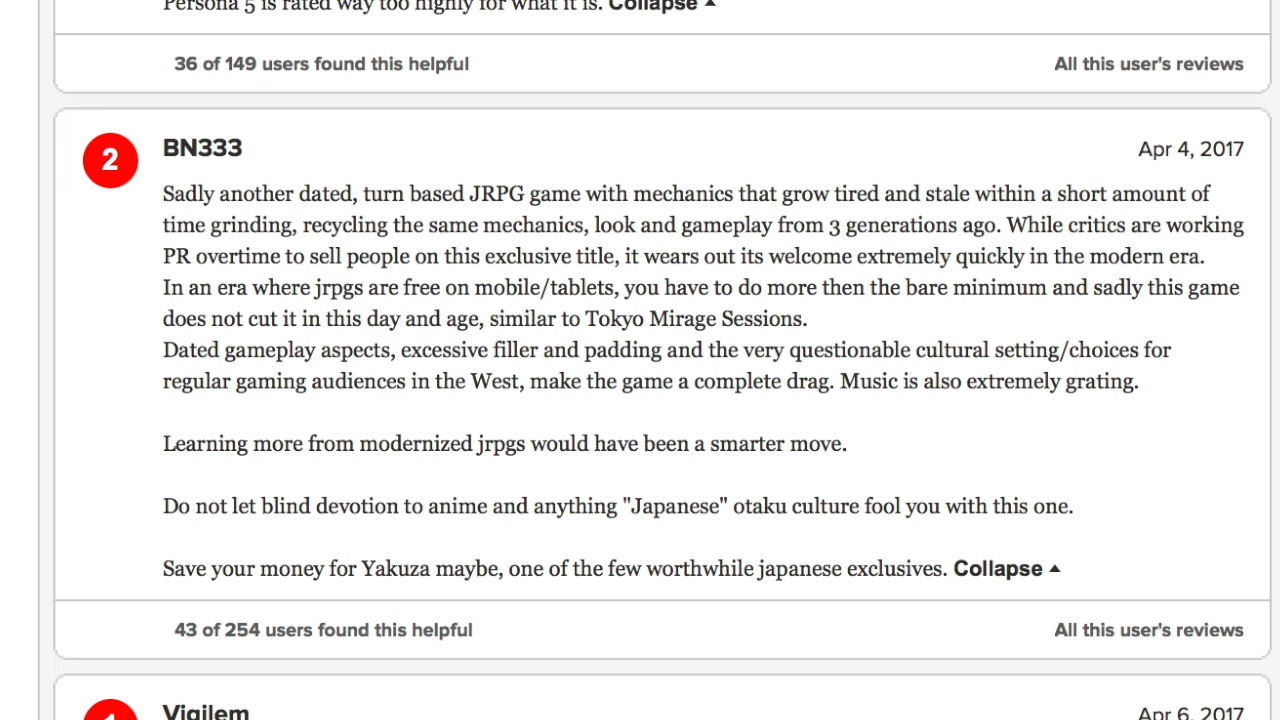 Persona 5 is rated way too highly for what it is. Collapse ▲
36 of 149 users found this helpful
All this user's reviews
2
BN333
Apr 4, 2017
Sadly another dated, turn based JRPG game with mechanics that grow tired and stale within a short amount of
time grinding, recycling the same mechanics, look and gameplay from 3 generations ago. While critics are working
PR overtime to sell people on this exclusive title, it wears out its welcome extremely quickly in the modern era.
In an era where jrpgs are free on mobile/tablets, you have to do more then the bare minimum and sadly this game
does not cut it in this day and age, similar to Tokyo Mirage Sessions.
Dated gameplay aspects, excessive filler and padding and the very questionable cultural setting/choices for
regular gaming audiences in the West, make the game a complete drag. Music is also extremely grating.
Learning more from modernized jrpgs would have been a smarter move.
Do not let blind devotion to anime and anything "Japanese" otaku culture fool you with this one.
Save your money for Yakuza maybe, one of the few worthwhile japanese exclusives. Collapse ▲
43 of 254 users found this helpful
All this user's reviews
1
Vigilem
Apr 6, 2017